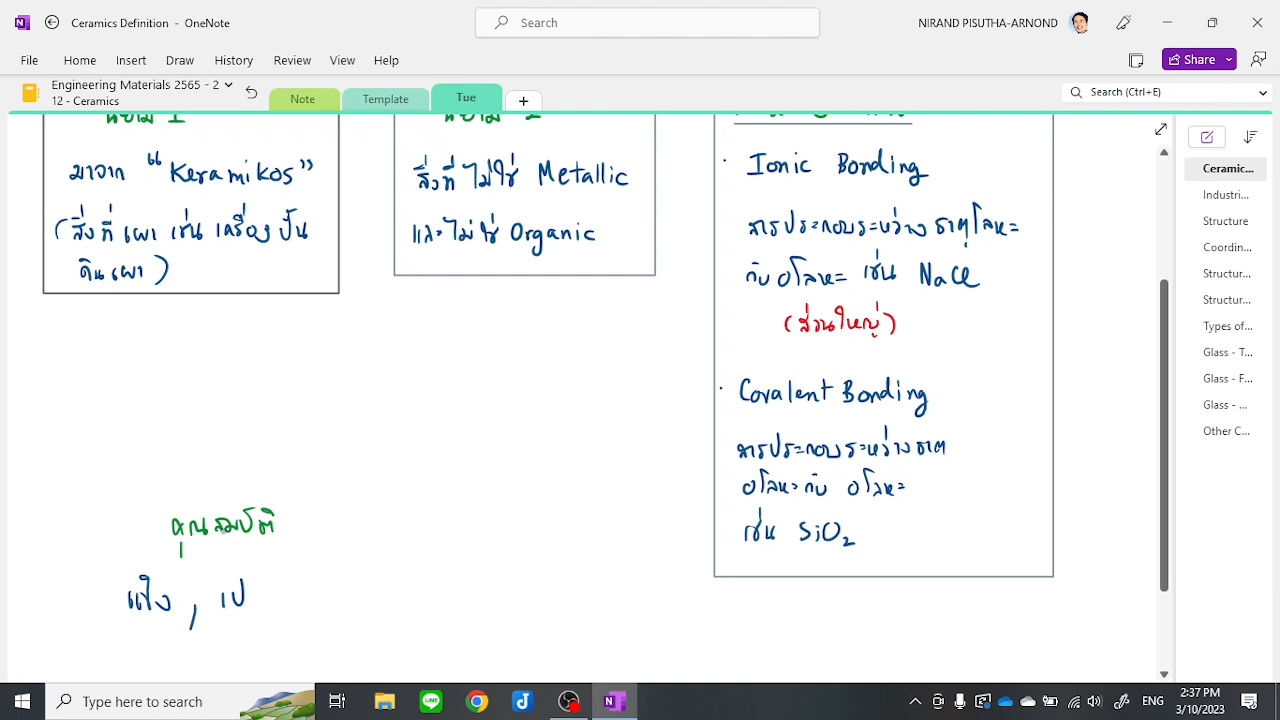 Ceramics Definition - OneNote
Search
NIRAND PISUTHA-ARNOND
File Home Insert Draw History Review View Help
Share
Engineering Materials 2565 - 2
12 - Ceramics
Note
Template
Tue
Search (Ctrl+E)
มาจาก "Keramikos"
(สิ่งที่เผา เช่น เครื่องปั้น
ดินเผา)
สิ่งที่ไม่ใช่ Metallic
และไม่ใช่ Organic
· Ionic Bonding
สารประกอบระหว่างธาตุโลหะ
กับอโลหะ เช่น NaCl
(ส่วนใหญ่)
· Covalent Bonding
สารประกอบระหว่างธาต
อโลหะกับ อโลหะ
เช่น SiO2
คุณสมบัติ
แข็ง , เป
Ceramic...
Industri...
Structure
Coordin...
Structur...
Structur...
Types of...
Glass - T...
Glass - F...
Glass - ...
Other C...
Type here to search
2:37 PM
3/10/2023